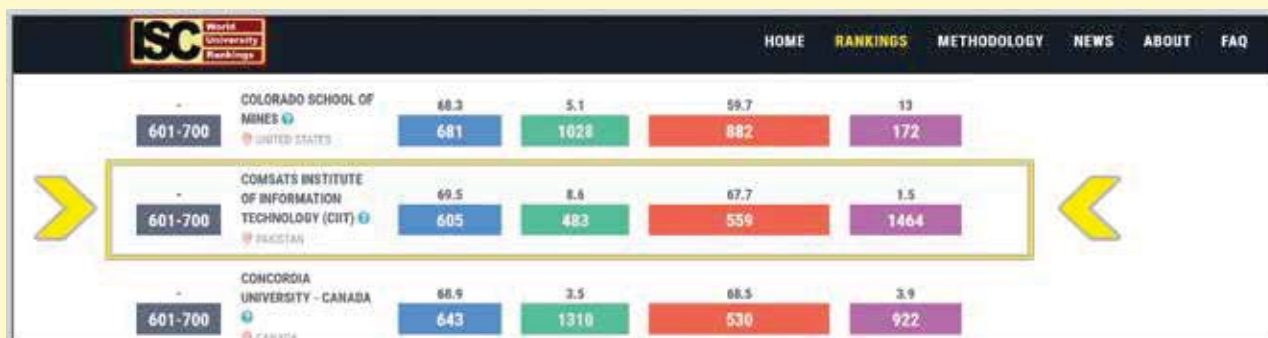 ISC World
University
Rankings
HOME RANKINGS METHODOLOGY NEWS ABOUT FAQ
- COLORADO SCHOOL OF 68.3 5.1 59.7 13
601-700 MINES 681 1028 882 172
UNITED STATES
COMSATS INSTITUTE
- OF INFORMATION 69.5 8.6 67.7 1.5
601-700 TECHNOLOGY (CIIT) 605 483 559 1464
PAKISTAN
CONCORDIA
- UNIVERSITY - CANADA 68.9 3.5 68.5 3.9
601-700 643 1310 530 922
CANADA